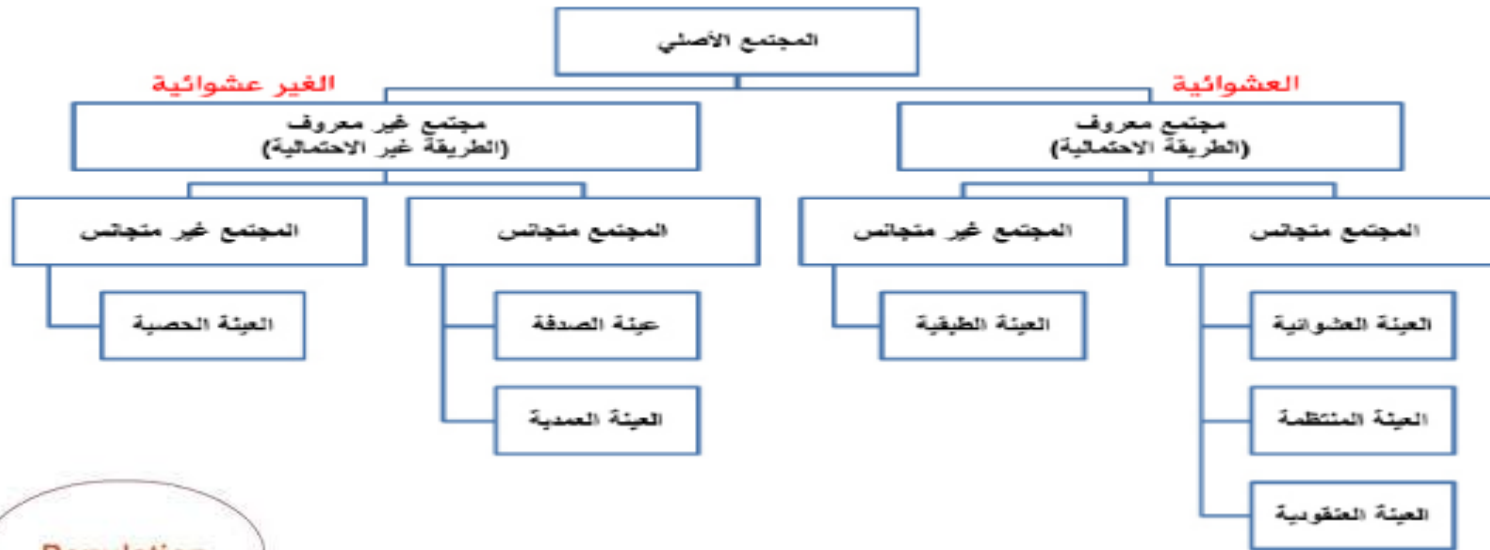 المجتمع الأصلي
العشوائية
الغير عشوائية
مجتمع معروف
(الطريقة الاحتمالية)
مجتمع غير معروف
(الطريقة غير الاحتمالية)
المجتمع متجانس
المجتمع غير متجانس
المجتمع متجانس
المجتمع غير متجانس
العينة العشوائية
العينة الطبقية
عينة الصدفة
العينة الحصية
العينة المنتظمة
العينة العمدية
العينة العنقودية
Population